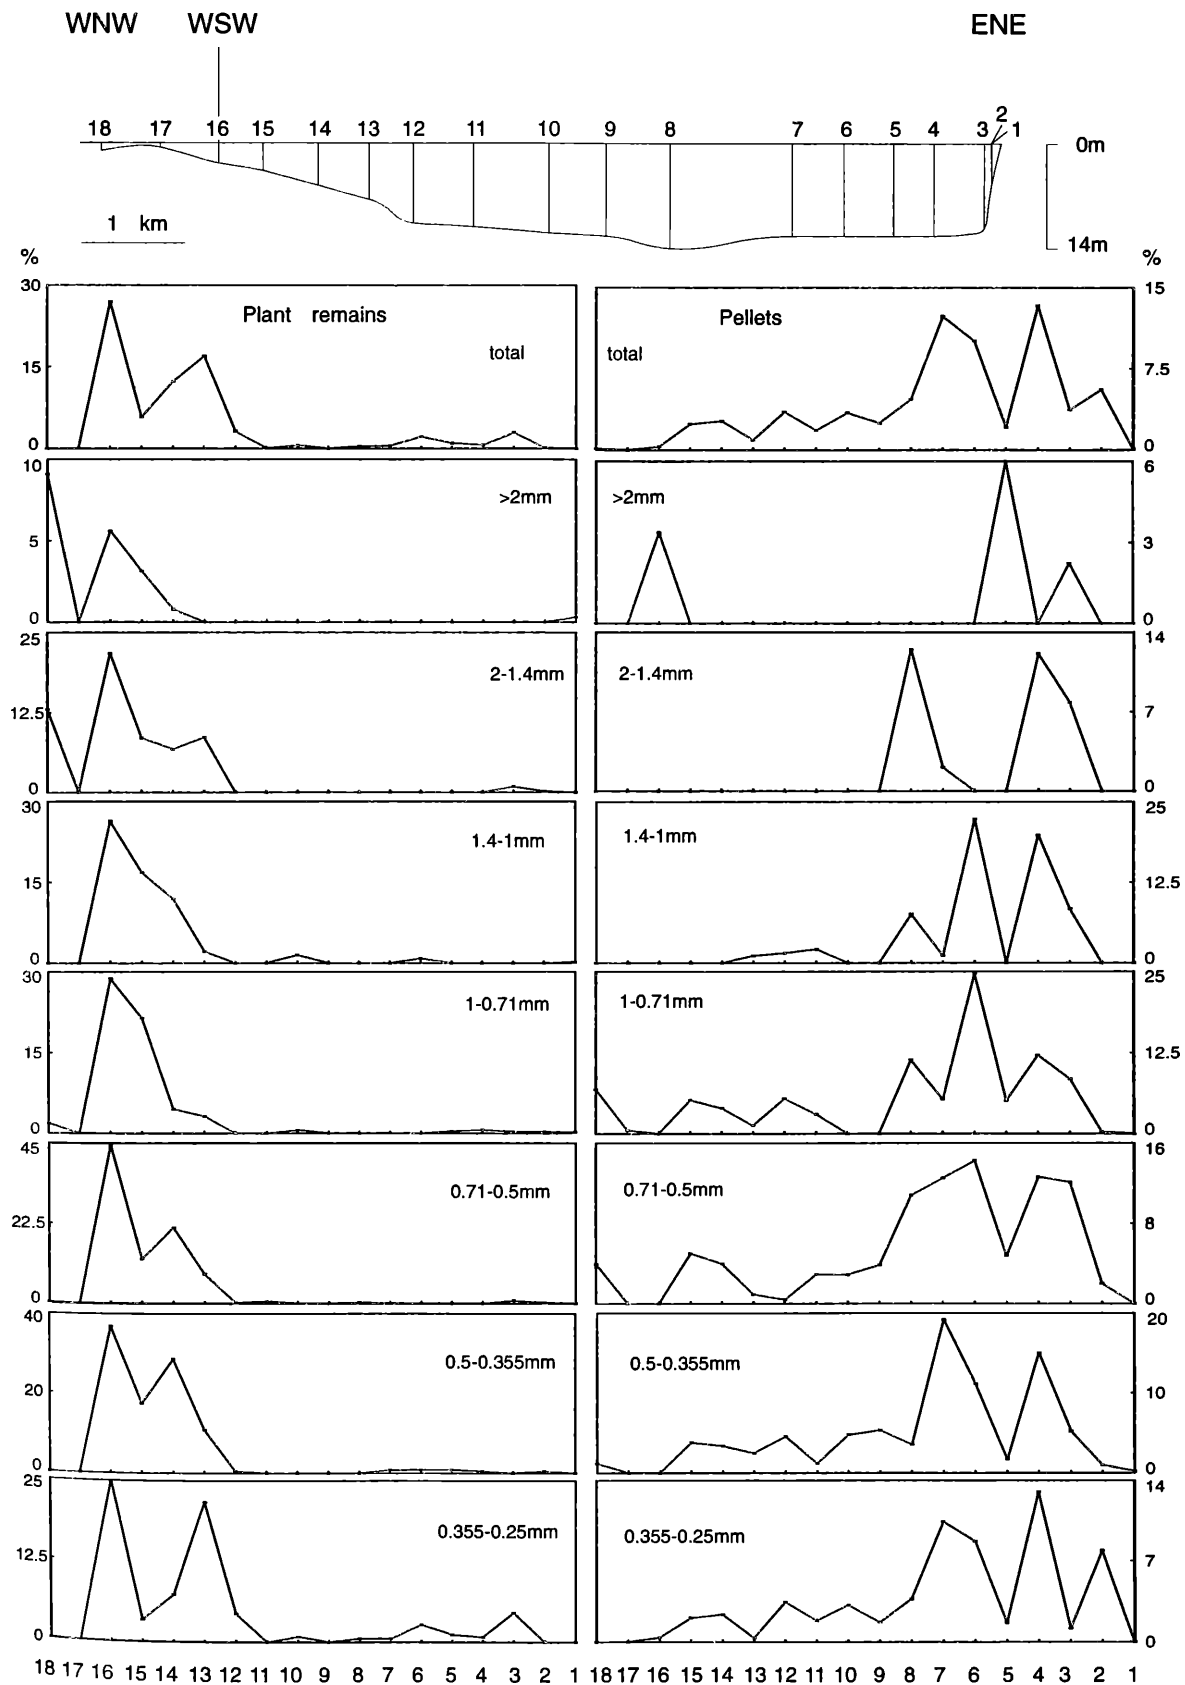 WNW WSW ENE
2
18 17 16 15 14 13 12 11 10 9 8 7 6 5 4 3 1
0m
1 km
14m
% %
30 Plant remains Pellets 15
total total
15 7.5
0 0
10 >2mm >2mm 6
5 3
0 0
25 2-1.4mm 2-1.4mm 14
12.5 7
0 0
30 1.4-1mm 1.4-1mm 25
15 12.5
0 0
30 1-0.71mm 1-0.71mm 25
15 12.5
0 0
45 0.71-0.5mm 0.71-0.5mm 16
22.5 8
0 0
40 0.5-0.355mm 0.5-0.355mm 20
20 10
0 0
25 0.355-0.25mm 0.355-0.25mm 14
12.5 7
0 0
18 17 16 15 14 13 12 11 10 9 8 7 6 5 4 3 2 1 18 17 16 15 14 13 12 11 10 9 8 7 6 5 4 3 2 1